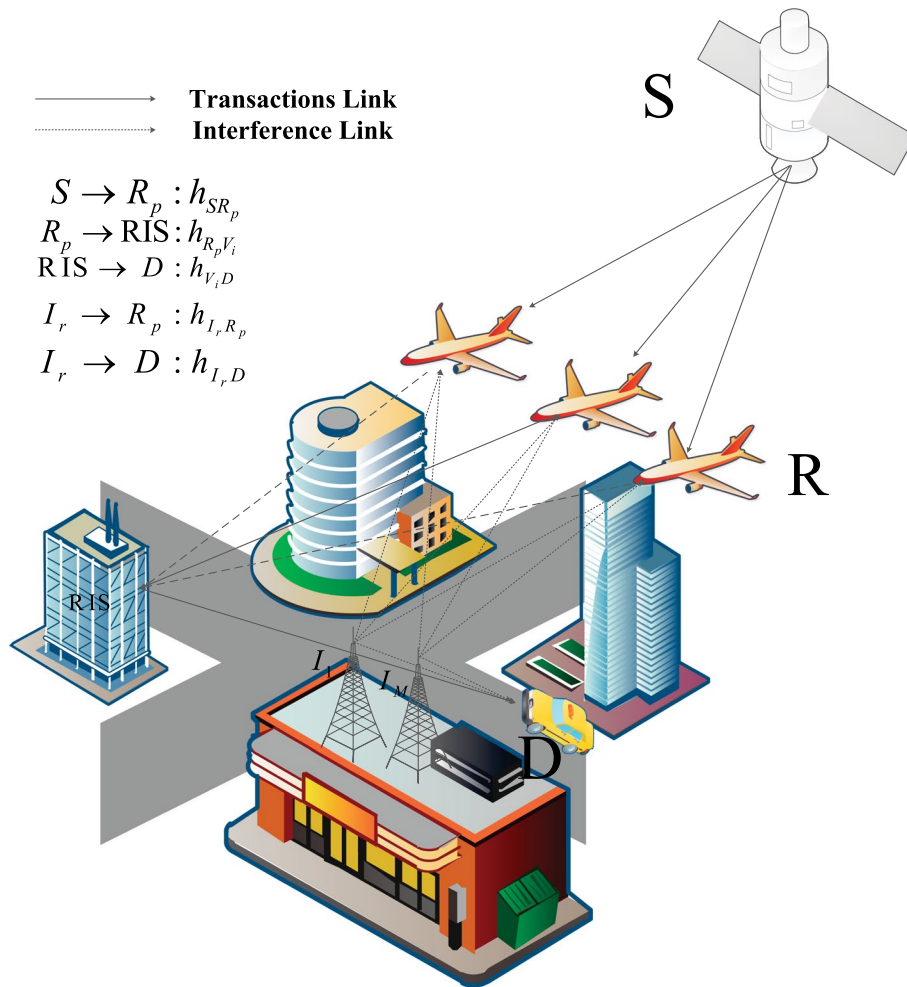 S
Transactions Link
Interference Link
S → R_p : h_{SR_p}
R_p → RIS : h_{R_pV_i}
RIS → D : h_{V_iD}
I_r → R_p : h_{I_rR_p}
I_r → D : h_{I_rD}
R
RIS
I_1
I_M
D